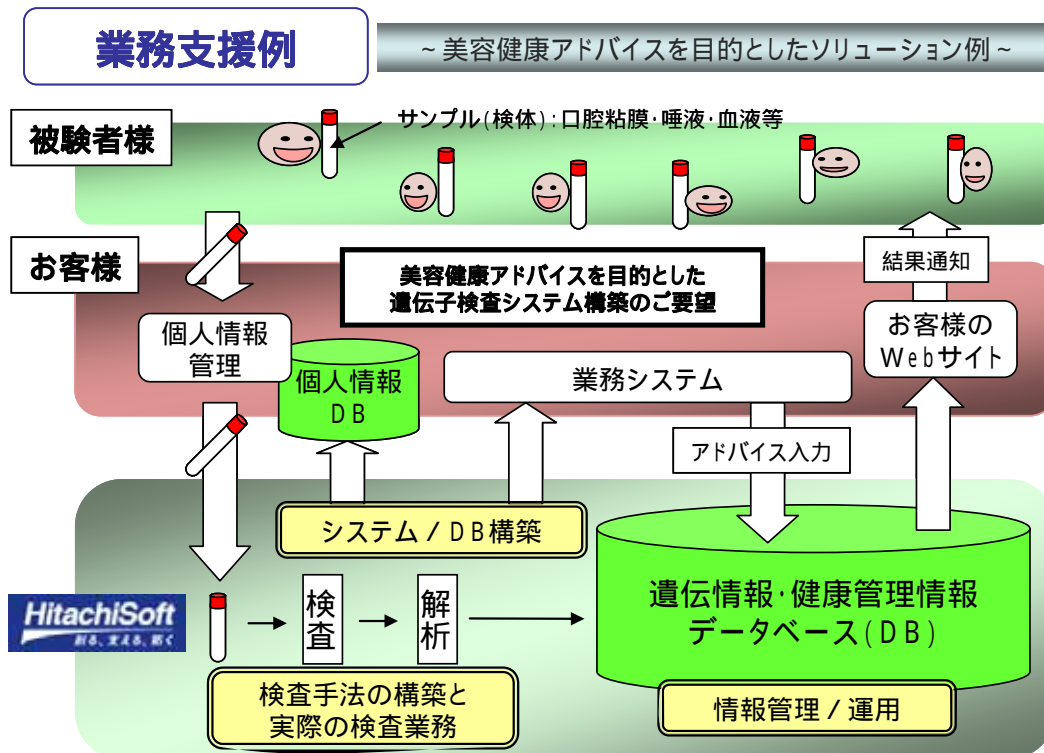 業務支援例
~ 美容健康アドバイスを目的としたソリューション例 ~
被験者様
サンプル(検体):口腔粘膜・唾液・血液等
お客様
美容健康アドバイスを目的とした
遺伝子検査システム構築のご要望
結果通知
個人情報
管理
個人情報
DB
業務システム
お客様の
Webサイト
アドバイス入力
システム / DB構築
HitachiSoft
創る、支える、拓く
検査
解析
遺伝情報・健康管理情報
データベース(DB)
検査手法の構築と
実際の検査業務
情報管理 / 運用